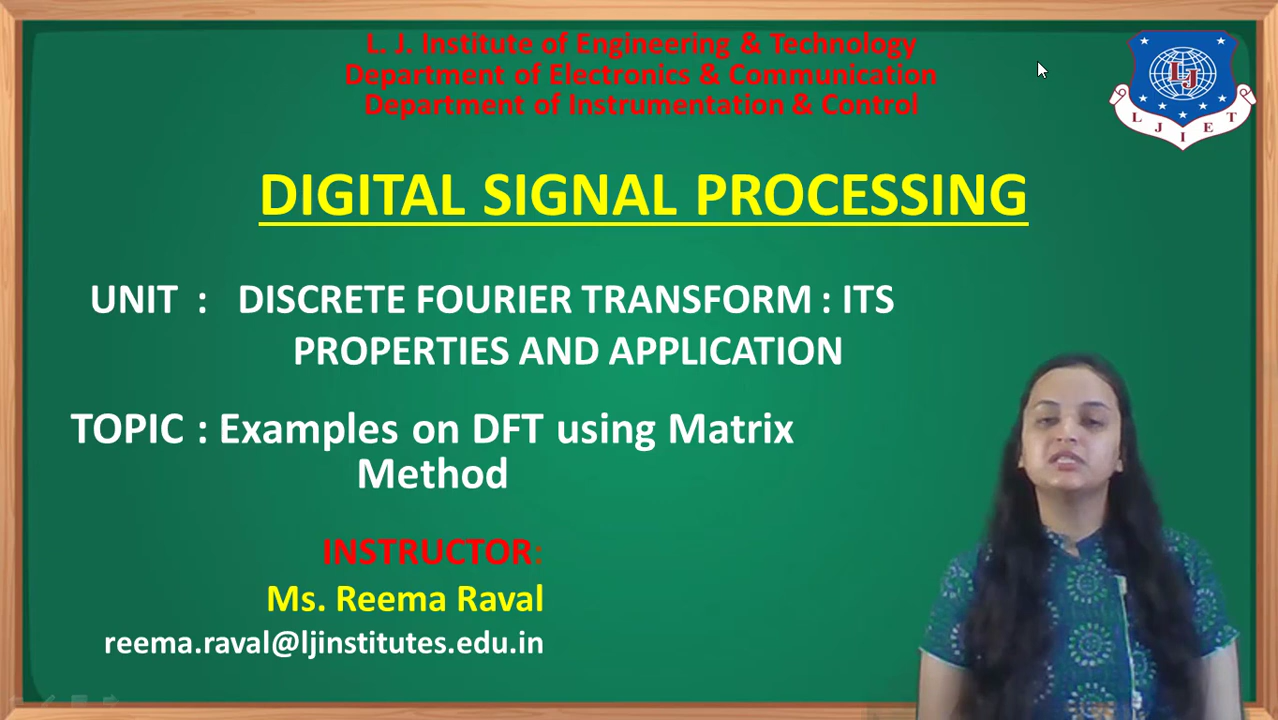 L. J. Institute of Engineering & Technology
Department of Electronics & Communication
Department of Instrumentation & Control
LJ
L J I E T
DIGITAL SIGNAL PROCESSING
UNIT : DISCRETE FOURIER TRANSFORM : ITS
PROPERTIES AND APPLICATION
TOPIC : Examples on DFT using Matrix
Method
INSTRUCTOR:
Ms. Reema Raval
reema.raval@ljinstitutes.edu.in